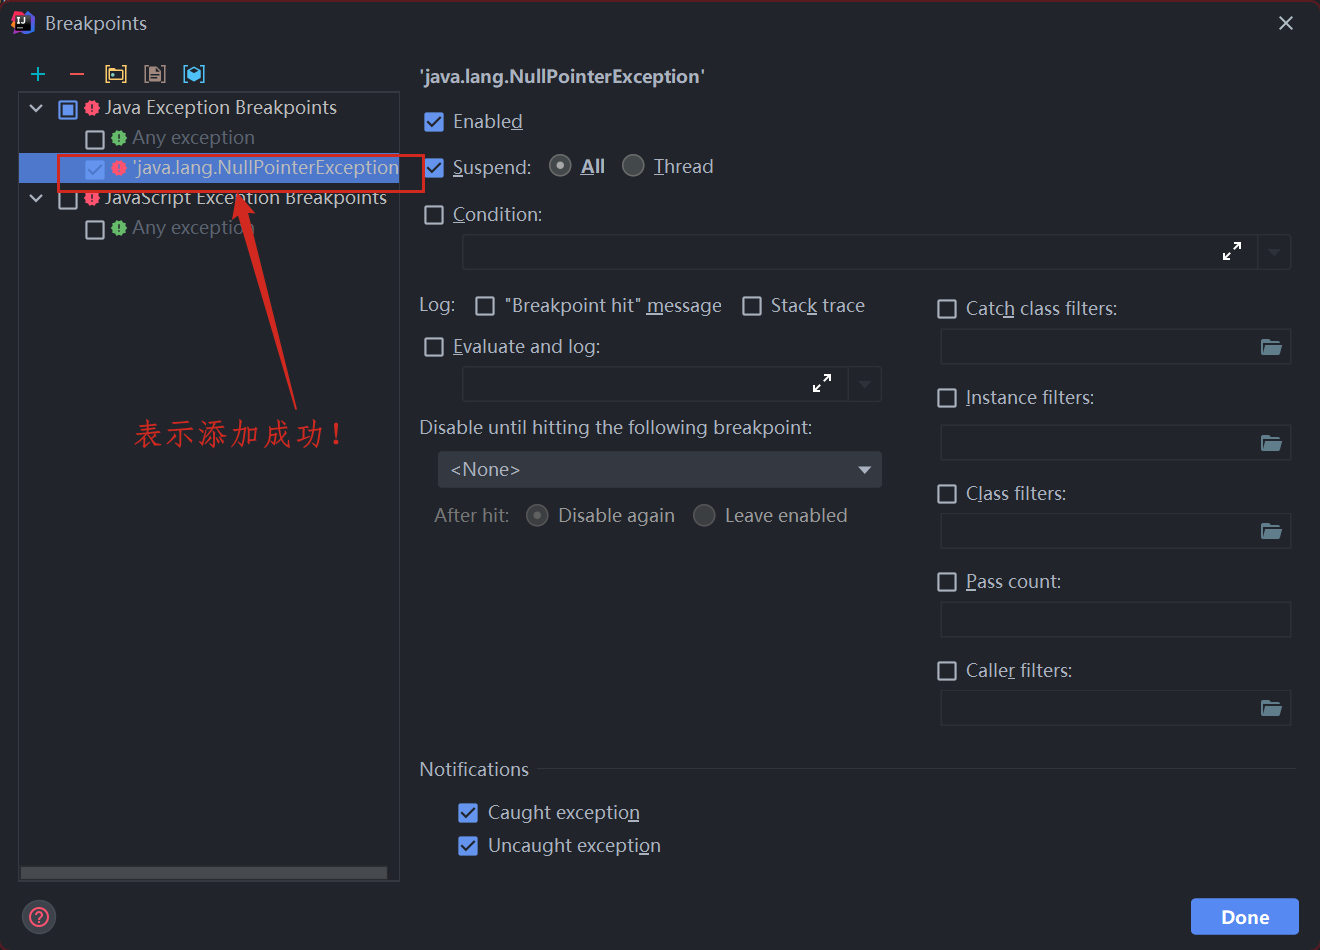 Breakpoints
'java.lang.NullPointerException'
Java Exception Breakpoints
Any exception
'java.lang.NullPointerException
JavaScript Exception Breakpoints
Any exception
表示添加成功！
Enabled
Suspend: All Thread
Condition:
Log: "Breakpoint hit" message Stack trace
Evaluate and log:
Disable until hitting the following breakpoint:
<None>
After hit: Disable again Leave enabled
Catch class filters:
Instance filters:
Class filters:
Pass count:
Caller filters:
Notifications
Caught exception
Uncaught exception
Done